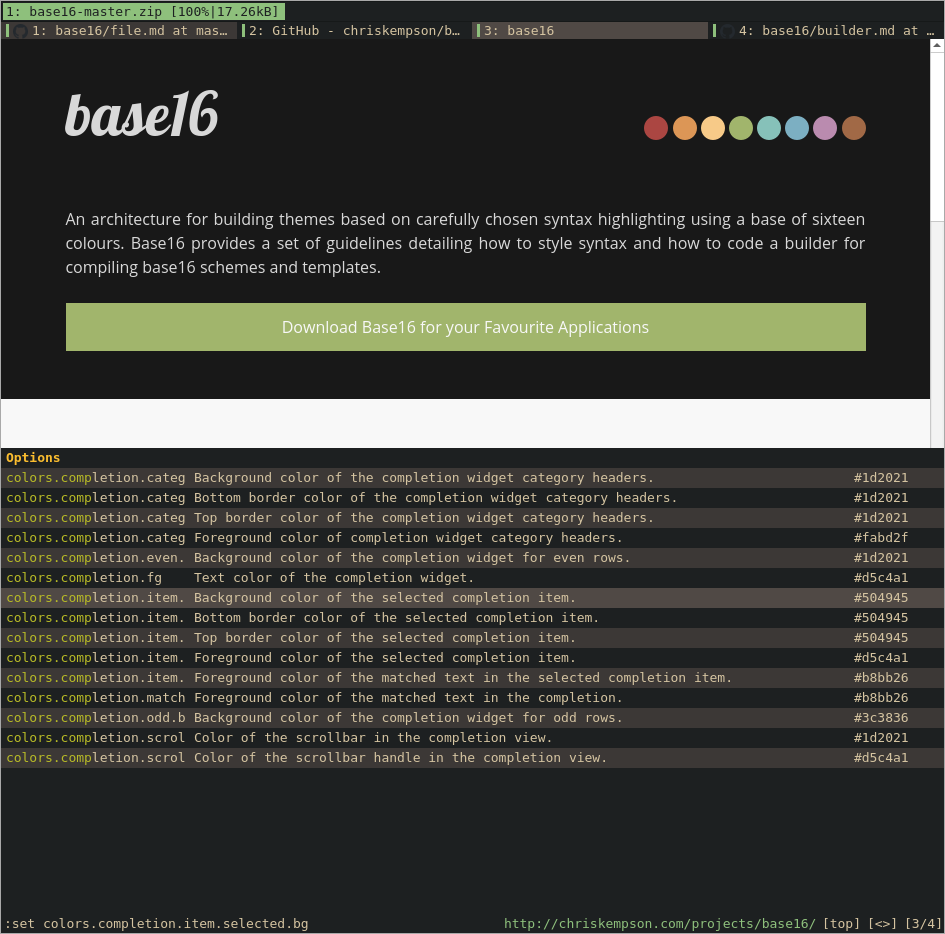 1: base16-master.zip [100%|17.26kB]
1: base16/file.md at mas… 2: GitHub - chriskempson/b… 3: base16 4: base16/builder.md at …
base16
An architecture for building themes based on carefully chosen syntax highlighting using a base of sixteen
colours. Base16 provides a set of guidelines detailing how to style syntax and how to code a builder for
compiling base16 schemes and templates.
Download Base16 for your Favourite Applications
Options
colors.completion.categ Background color of the completion widget category headers. #1d2021
colors.completion.categ Bottom border color of the completion widget category headers. #1d2021
colors.completion.categ Top border color of the completion widget category headers. #1d2021
colors.completion.categ Foreground color of completion widget category headers. #fabd2f
colors.completion.even. Background color of the completion widget for even rows. #1d2021
colors.completion.fg Text color of the completion widget. #d5c4a1
colors.completion.item. Background color of the selected completion item. #504945
colors.completion.item. Bottom border color of the selected completion item. #504945
colors.completion.item. Top border color of the selected completion item. #504945
colors.completion.item. Foreground color of the selected completion item. #d5c4a1
colors.completion.item. Foreground color of the matched text in the selected completion item. #b8bb26
colors.completion.match Foreground color of the matched text in the completion. #b8bb26
colors.completion.odd.b Background color of the completion widget for odd rows. #3c3836
colors.completion.scrol Color of the scrollbar in the completion view. #1d2021
colors.completion.scrol Color of the scrollbar handle in the completion view. #d5c4a1
:set colors.completion.item.selected.bg http://chriskempson.com/projects/base16/ [top] [<>] [3/4]